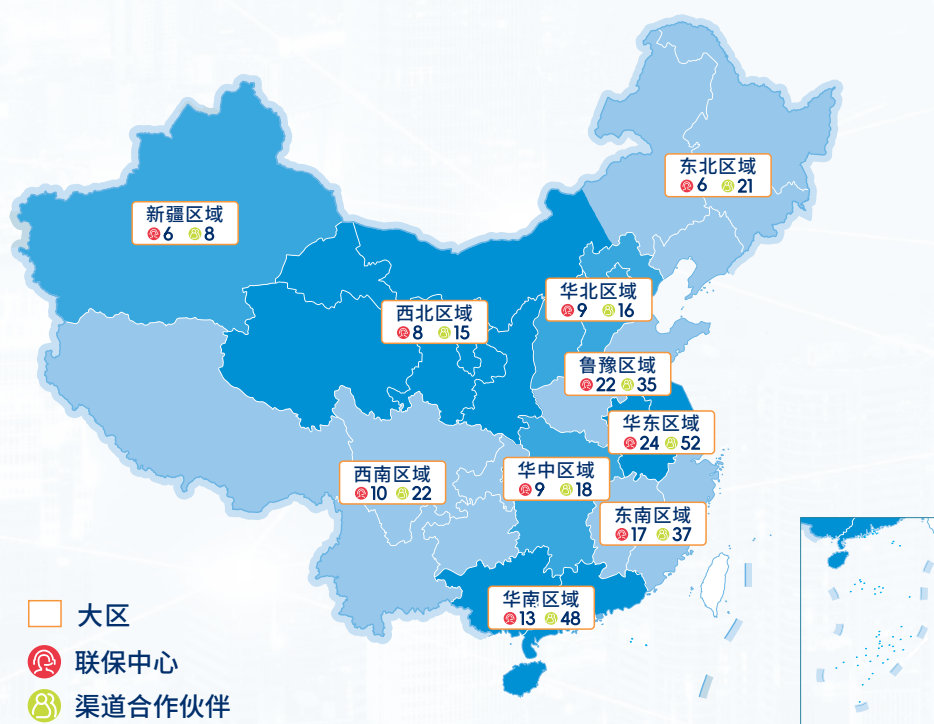 东北区域
6 21
新疆区域
6 8
华北区域
9 16
西北区域
8 15
鲁豫区域
22 35
华东区域
24 52
西南区域
10 22
华中区域
9 18
东南区域
17 37
华南区域
13 48
大区
联保中心
渠道合作伙伴